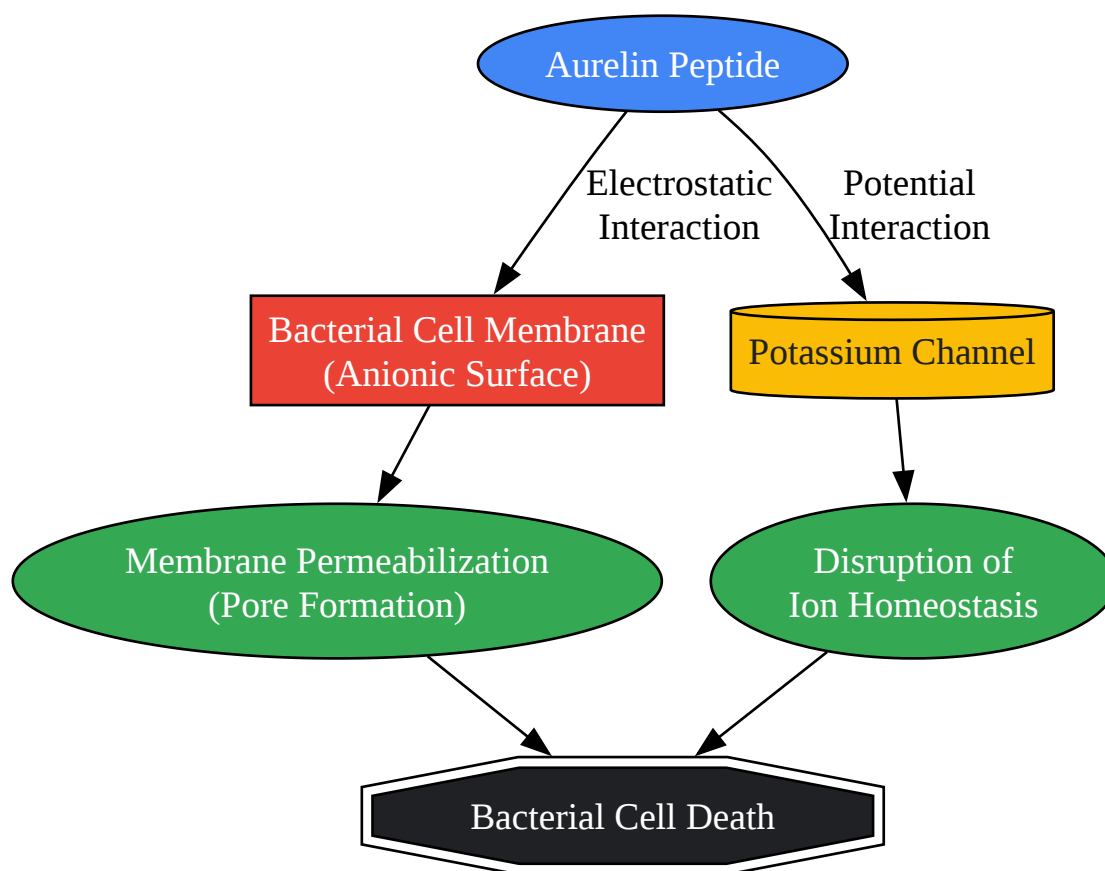 Aurelin Peptide
Electrostatic
Interaction
Potential
Interaction
Bacterial Cell Membrane
(Anionic Surface)
Potassium Channel
Membrane Permeabilization
(Pore Formation)
Disruption of
Ion Homeostasis
Bacterial Cell Death